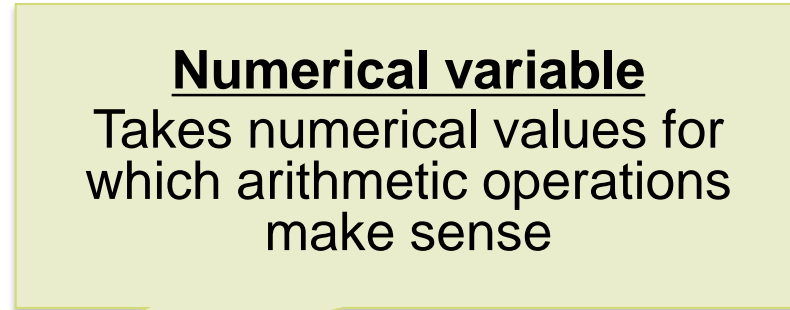 Numerical variable
Takes numerical values for
which arithmetic operations
make sense